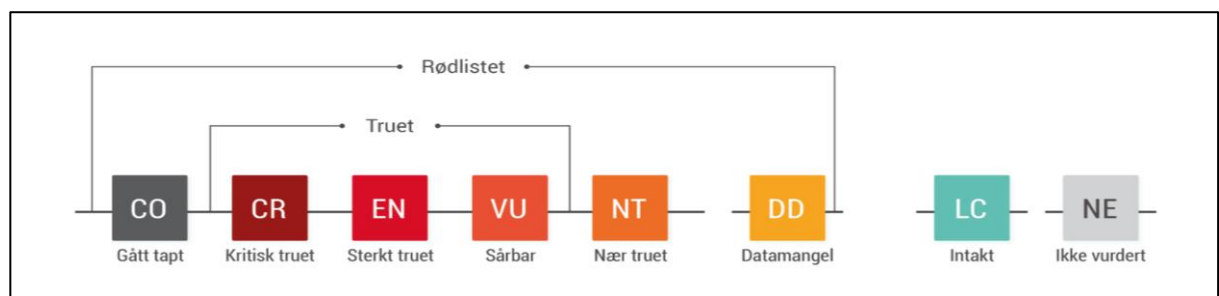 Rødlistet
Truet
CO CR EN VU NT DD LC NE
Gått tapt Kritisk truet Sterkt truet Sårbar Nær truet Datamangel Intakt Ikke vurdert